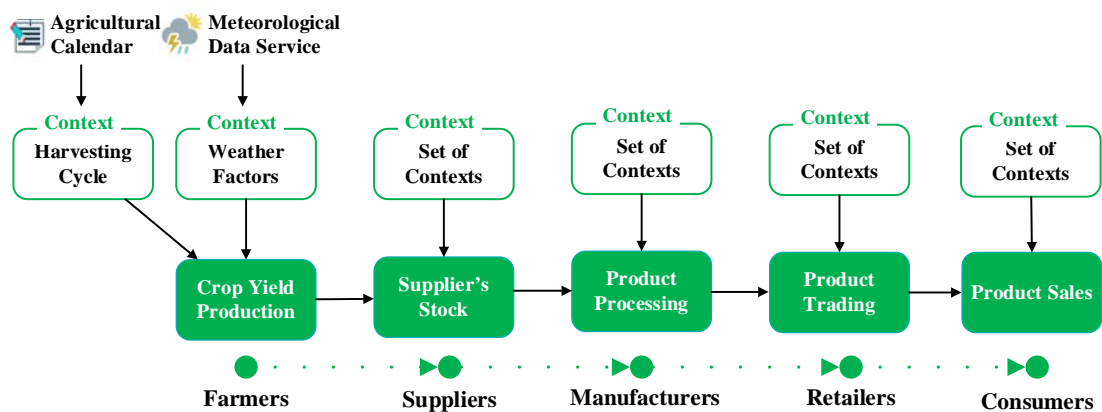 Agricultural
Calendar
Meteorological
Data Service
Context
Harvesting
Cycle
Context
Weather
Factors
Context
Set of
Contexts
Context
Set of
Contexts
Context
Set of
Contexts
Context
Set of
Contexts
Crop Yield
Production
Supplier's
Stock
Product
Processing
Product
Trading
Product Sales
Farmers
Suppliers
Manufacturers
Retailers
Consumers